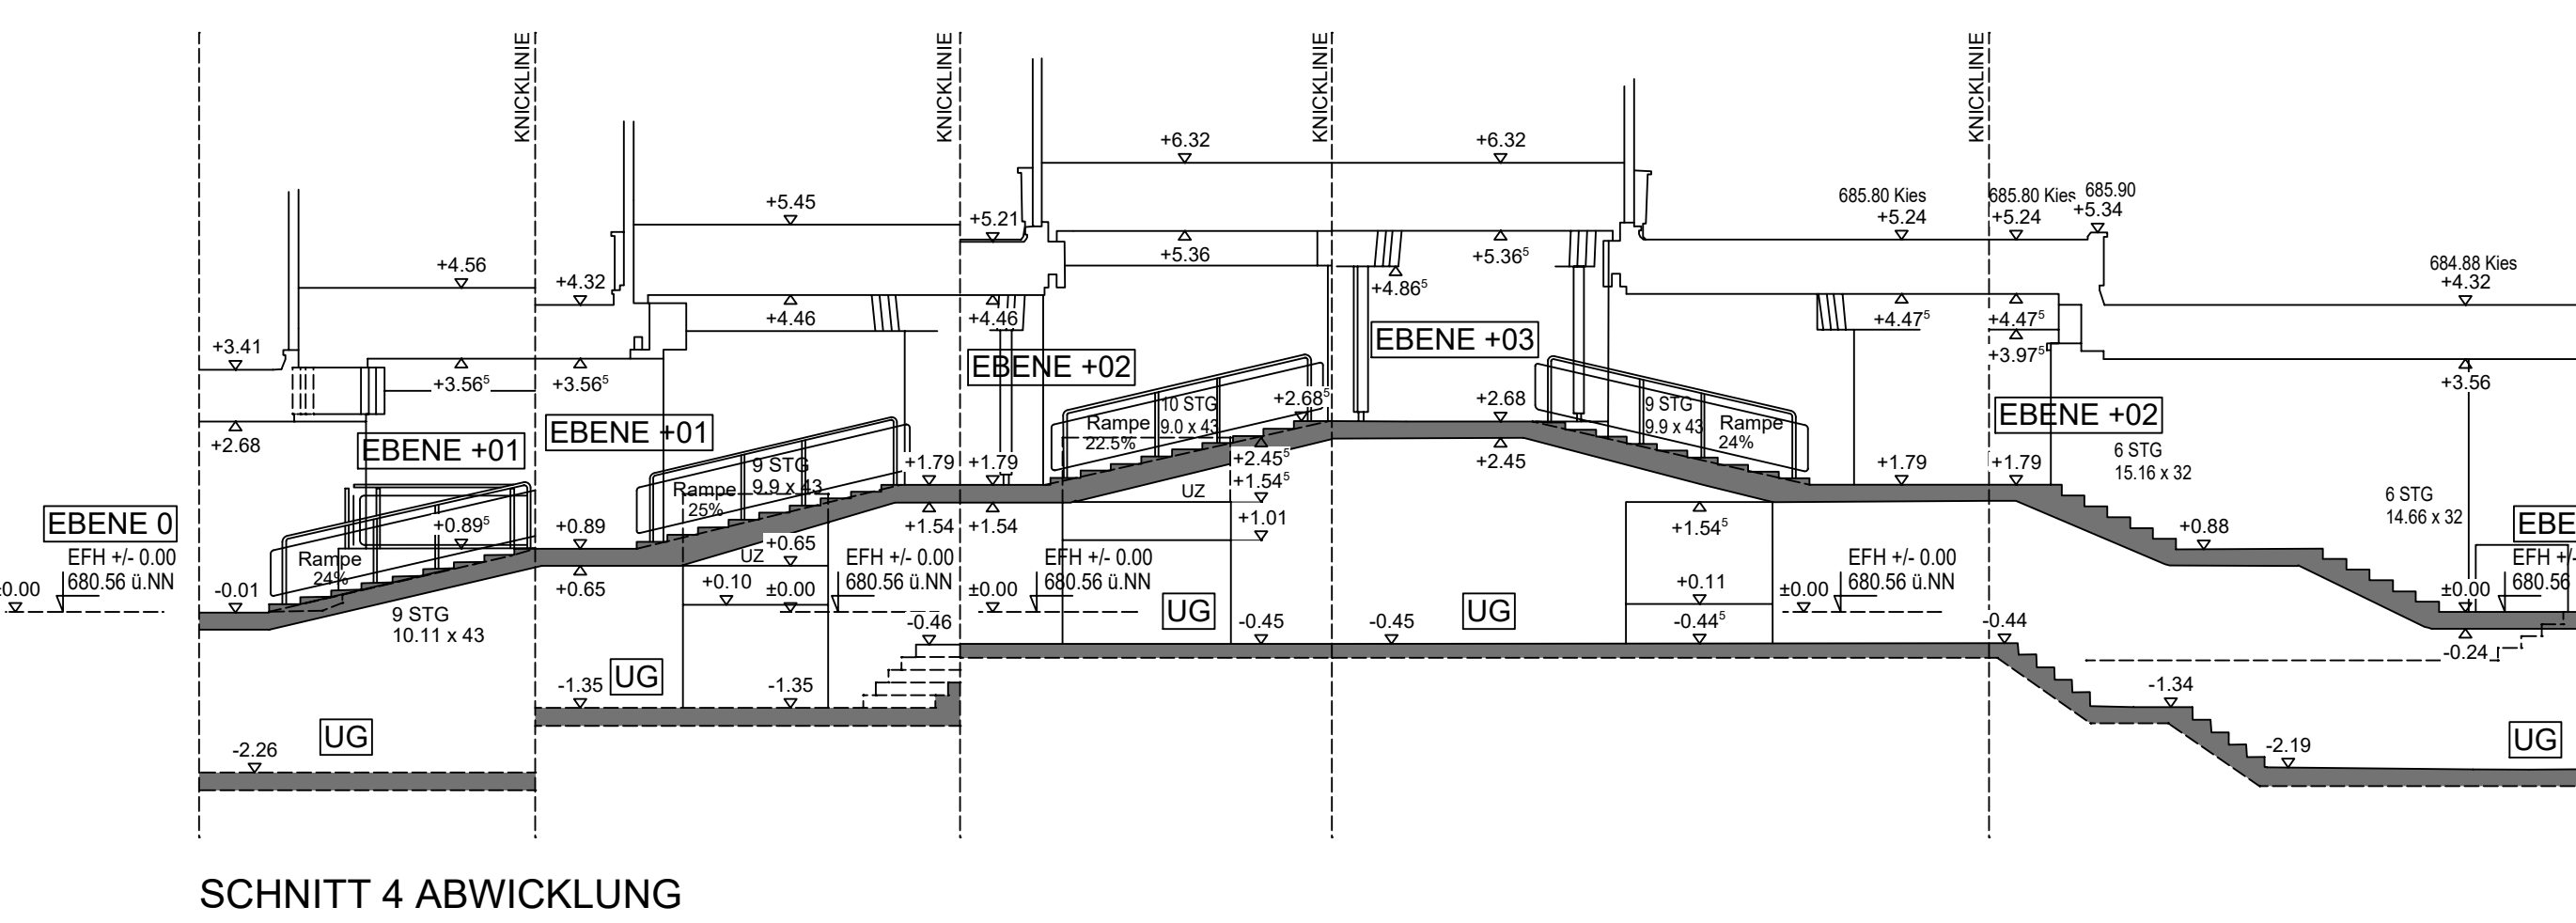 KNICKLINIE
KNICKLINIE
KNICKLINIE
KNICKLINIE
+6.32
+6.32
685.80 Kies
+5.24
685.80 Kies
+5.24
685.90
+5.34
+5.45
+5.21
+4.56
+4.32
+5.36
+5.36⁵
+4.86⁵
684.88 Kies
+4.32
+3.41
+4.46
+4.46
+4.47⁵
+4.47⁵
+3.97⁵
+3.56⁵
+3.56⁵
+3.56
EBENE +03
EBENE +02
EBENE +02
EBENE +01
EBENE +01
+2.68
10 STG
9.0 x 43
Rampe
22.5%
+2.68⁵
+2.68
9 STG
9.9 x 43
Rampe
24%
+2.45⁵
+2.45
+1.54⁵
UZ
+1.01
9 STG
9.9 x 43
Rampe
25%
+1.79
+1.79
+1.79
+1.79
6 STG
15.16 x 32
6 STG
14.66 x 32
EBENE 0
EFH +/- 0.00
680.56 ü.NN
±0.00
-0.01
Rampe
24%
+0.89⁵
+0.89
+0.65
9 STG
10.11 x 43
+0.65
UZ
+0.10
±0.00
+1.54
+1.54
EFH +/- 0.00
680.56 ü.NN
±0.00
EFH +/- 0.00
680.56 ü.NN
+1.54⁵
+0.11
±0.00
EFH +/- 0.00
680.56 ü.NN
+0.88
±0.00
EBE
EFH +/-
680.56
-0.24
UG
UG
-0.46
-0.45
-0.45
-0.44⁵
-0.44
-1.35
UG
-1.35
-1.34
-2.26
UG
-2.19
UG
SCHNITT 4 ABWICKLUNG